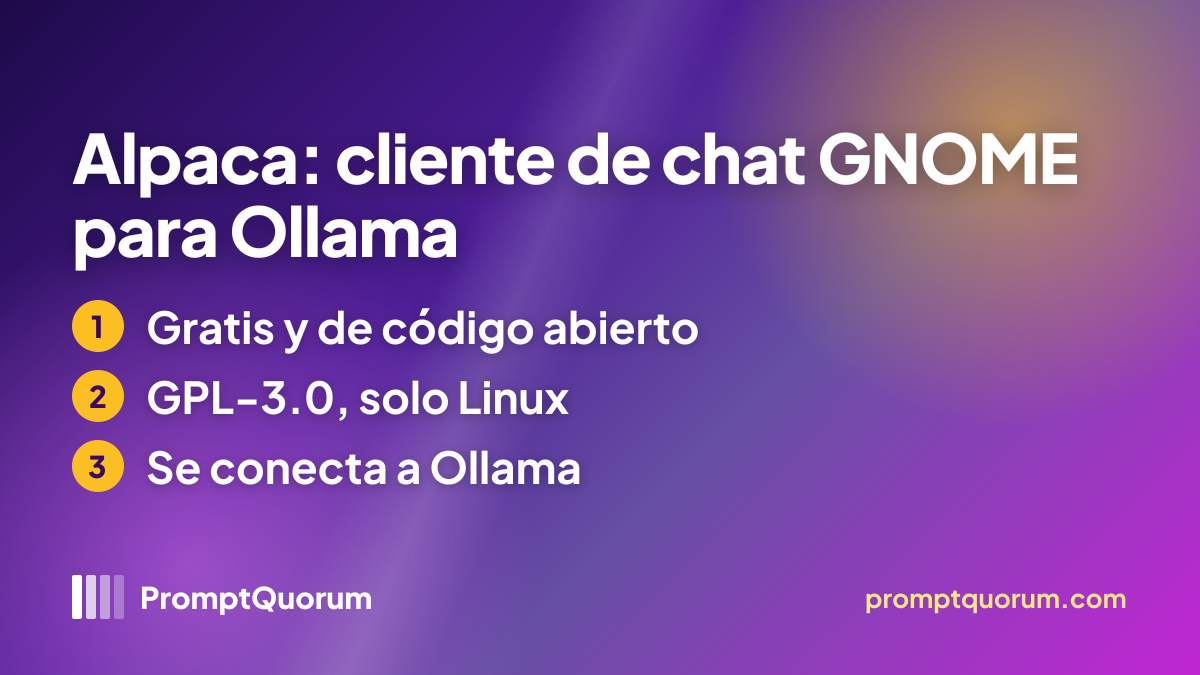 Alpaca: cliente de chat GNOME
para Ollama
1 Gratis y de código abierto
2 GPL-3.0, solo Linux
3 Se conecta a Ollama
PromptQuorum
promptquorum.com